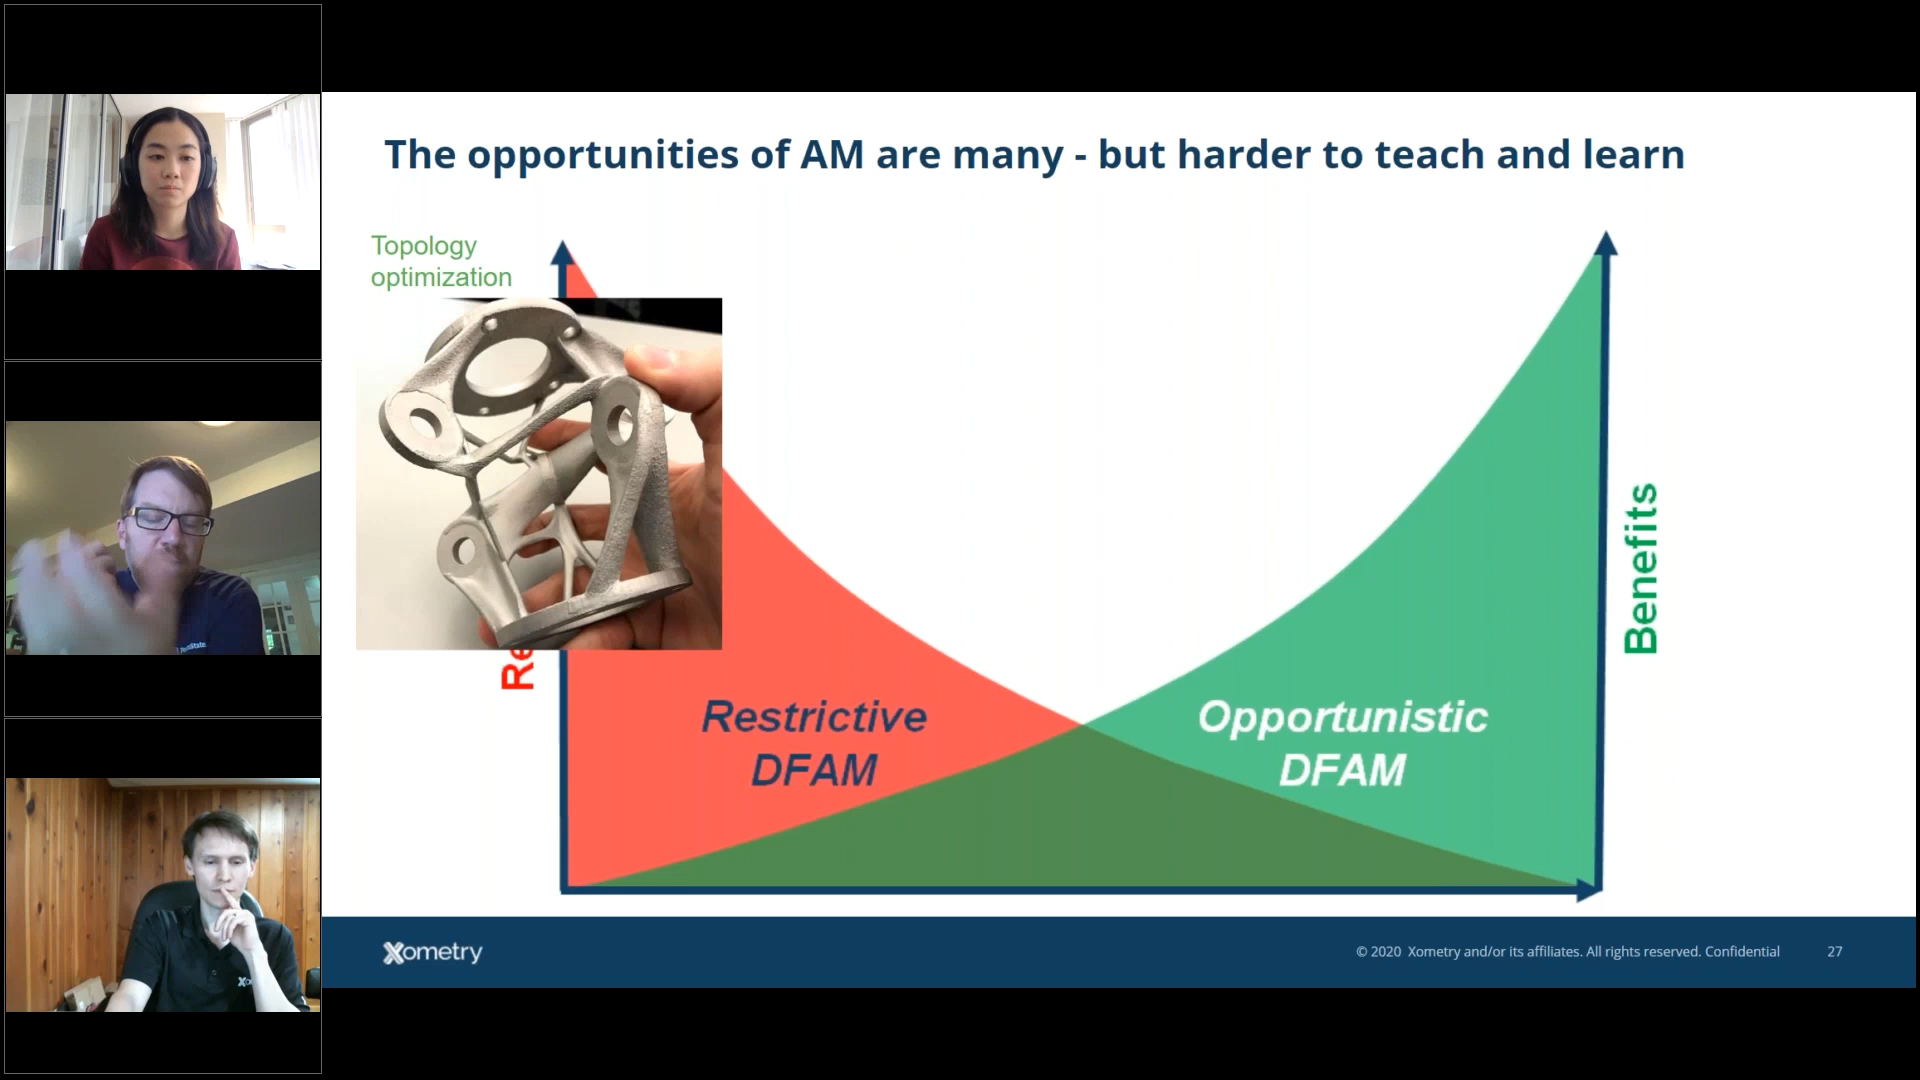 The opportunities of AM are many - but harder to teach and learn
Topology
optimization
Re
Benefits
Restrictive
DFAM
Opportunistic
DFAM
Xometry
© 2020 Xometry and/or its affiliates. All rights reserved. Confidential
27